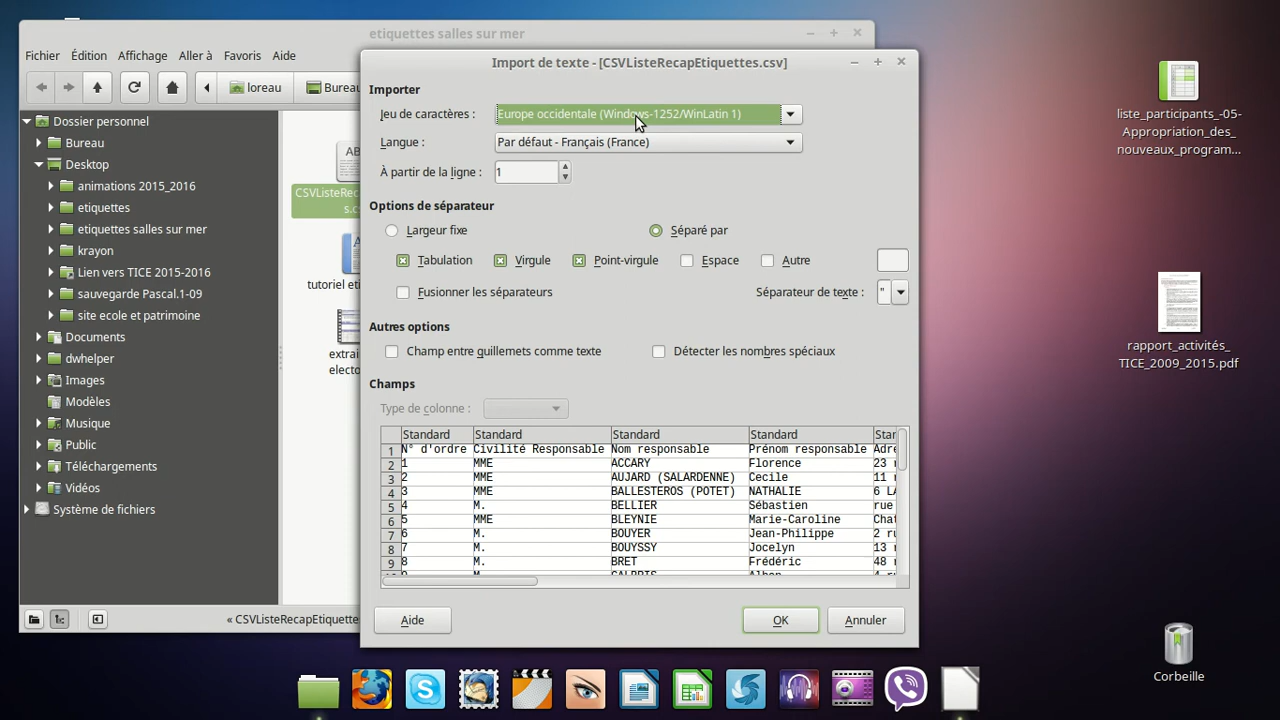 etiquettes salles sur mer
Fichier Édition Affichage Aller à Favoris Aide
loreau
Dossier personnel
Bureau
Desktop
animations 2015_2016
etiquettes
etiquettes salles sur mer
krayon
Lien vers TICE 2015-2016
sauvegarde Pascal.1-09
site ecole et patrimoine
Documents
dwhelper
Images
Modèles
Musique
Public
Téléchargements
Vidéos
Système de fichiers
Import de texte - [CSVListeRecapEtiquettes.csv]
Importer
Jeu de caractères : Europe occidentale (Windows-1252/WinLatin 1)
Langue : Par défaut - Français (France)
À partir de la ligne : 1
Options de séparateur
Largeur fixe Séparé par
Tabulation Virgule Point-virgule Espace Autre
Fusionner les séparateurs Séparateur de texte : "
Autres options
Champ entre guillemets comme texte Détecter les nombres spéciaux
Champs
Type de colonne :
Standard Standard Standard Standard
1 N° d'ordre Civilité Responsable Nom responsable Prénom responsable
2 1 MME ACCARY Florence 23
3 2 MME AUJARD (SALARDENNE) Cecile 11
4 3 MME BALLESTEROS (POTET) NATHALIE 6
5 4 M. BELLIER Sébastien rue
6 5 MME BLEYNIE Marie-Caroline
7 6 M. BOUYER Jean-Philippe 2
8 7 M. BOUYSSY Jocelyn 13
9 8 M. BRET Frédéric 48
Aide OK Annuler
liste_participants_-05-
Appropriation_des_
nouveaux_program...
rapport_activités_
TICE_2009_2015.pdf
Corbeille